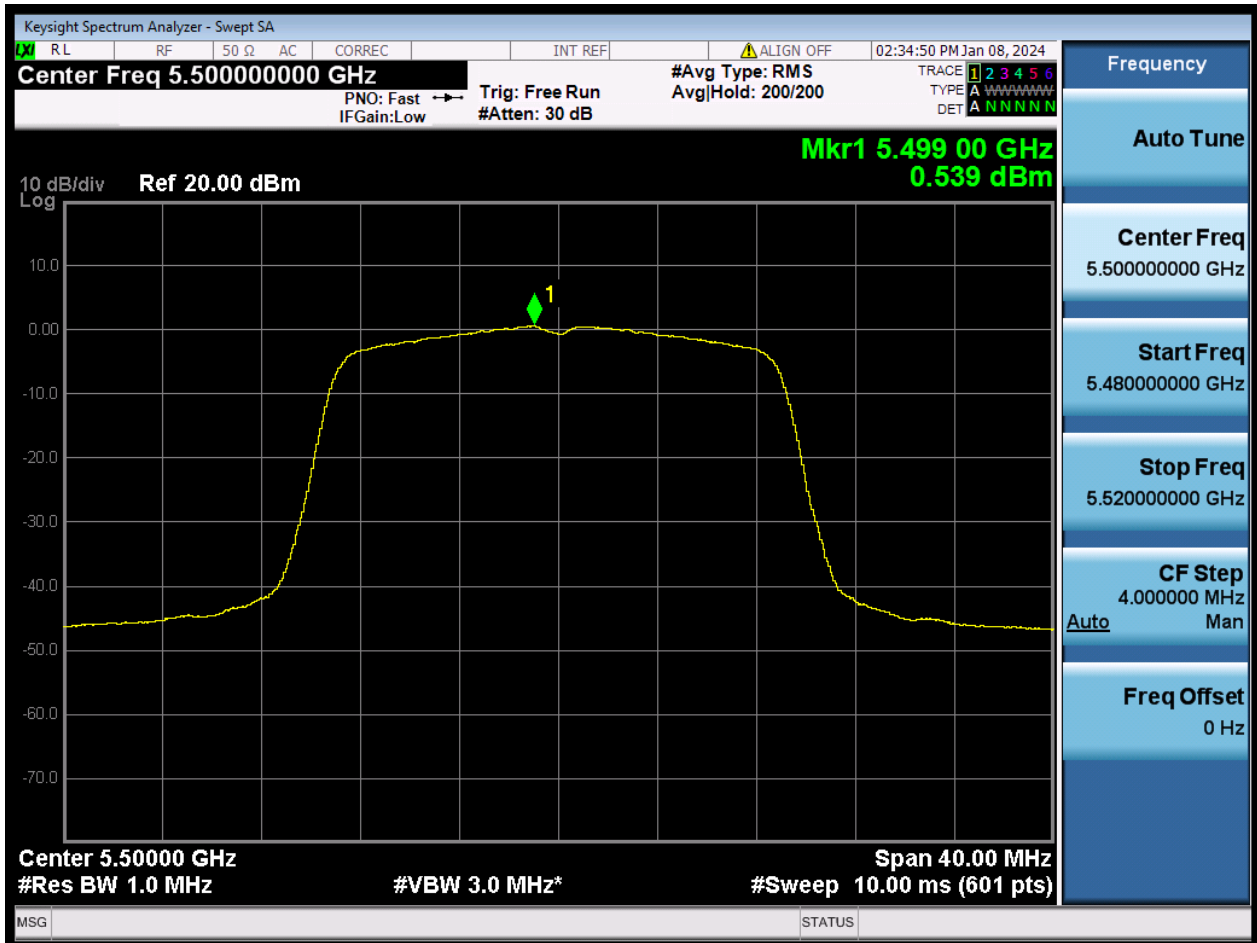 Keysight Spectrum Analyzer - Swept SA
LXI RL RF 50 Ω AC CORREC INT REF ALIGN OFF 02:34:50 PM Jan 08, 2024
Center Freq 5.500000000 GHz
PNO: Fast
IFGain:Low
Trig: Free Run
#Atten: 30 dB
#Avg Type: RMS
Avg|Hold: 200/200
TRACE 1 2 3 4 5 6
TYPE A WWWWW
DET A N N N N N
Mkr1 5.499 00 GHz
0.539 dBm
10 dB/div Ref 20.00 dBm
Log
10.0
0.00
-10.0
-20.0
-30.0
-40.0
-50.0
-60.0
-70.0
1
Center 5.50000 GHz Span 40.00 MHz
#Res BW 1.0 MHz #VBW 3.0 MHz* #Sweep 10.00 ms (601 pts)
MSG STATUS
Frequency
Auto Tune
Center Freq
5.500000000 GHz
Start Freq
5.480000000 GHz
Stop Freq
5.520000000 GHz
CF Step
4.000000 MHz
Auto Man
Freq Offset
0 Hz